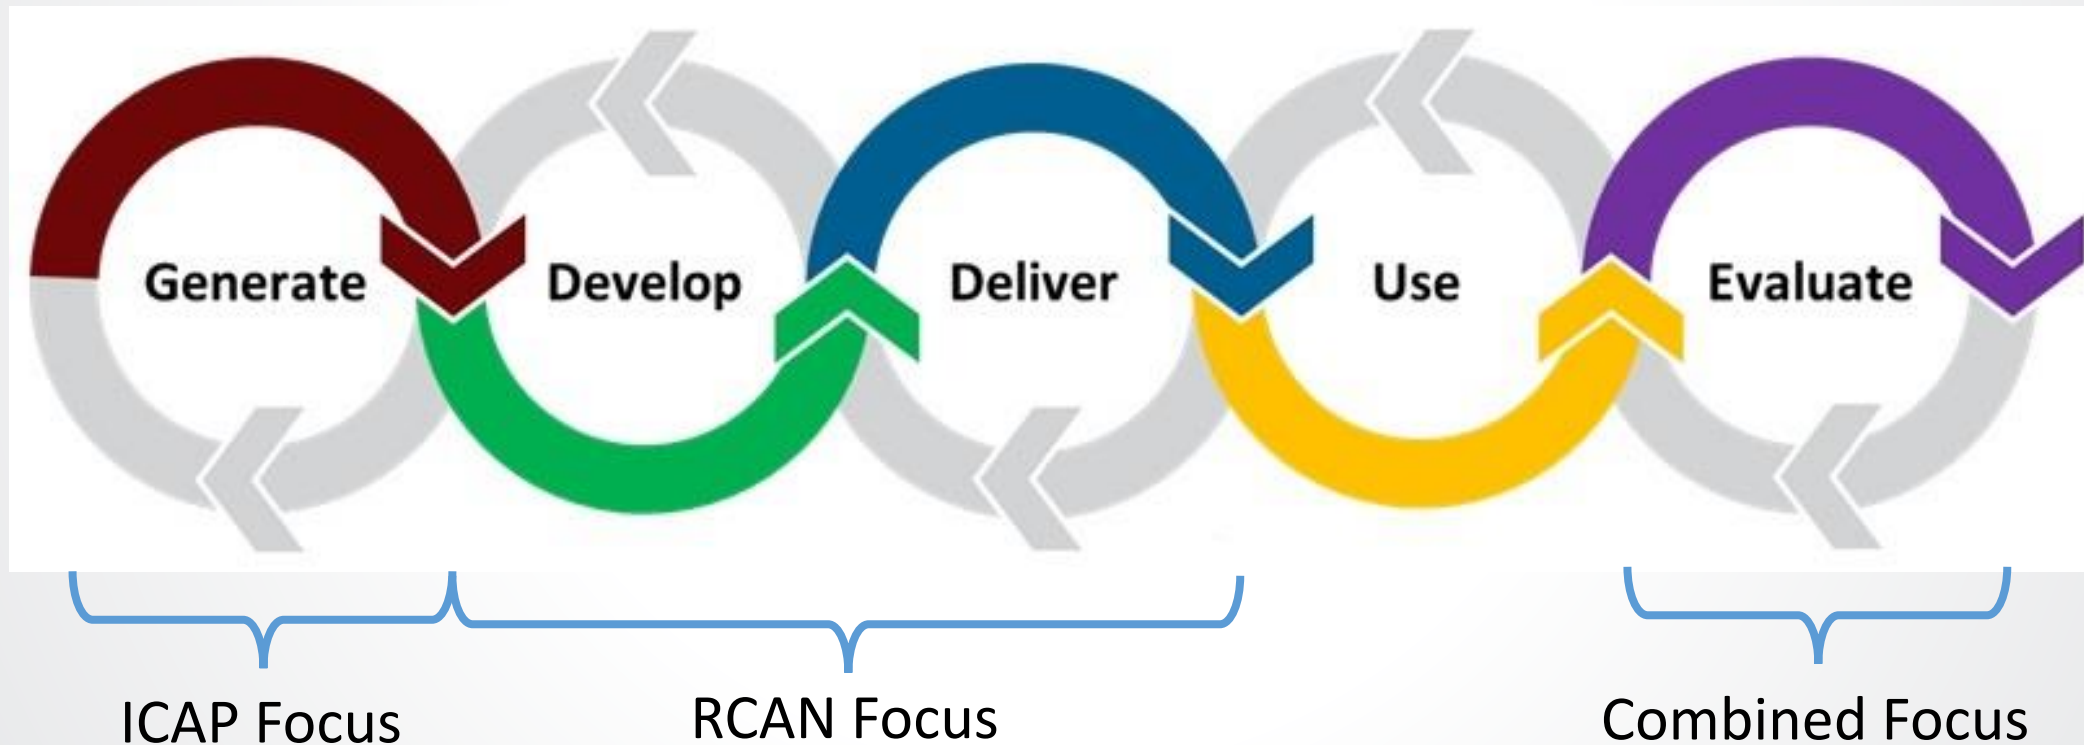 Generate Develop Deliver Use Evaluate
ICAP Focus RCAN Focus Combined Focus